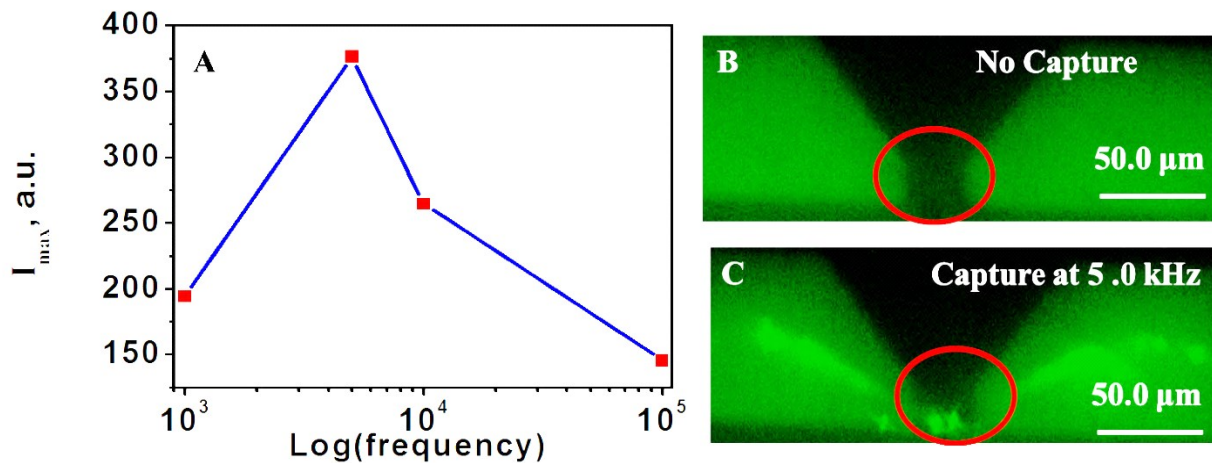 A
400
350
300
250
200
150
I_max, a.u.
10^3
10^4
10^5
Log(frequency)
B
No Capture
50.0 µm
C
Capture at 5 .0 kHz
50.0 µm